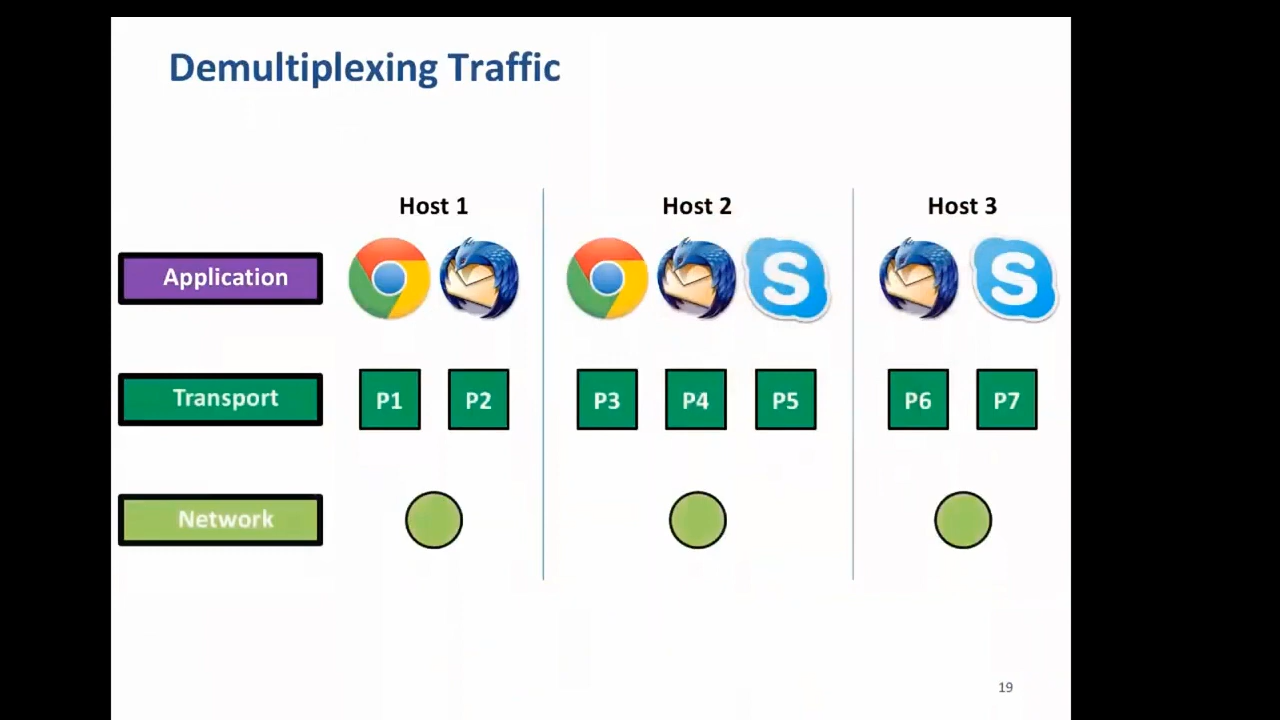 Demultiplexing Traffic
Host 1
Host 2
Host 3
Application
S
S
Transport
P1
P2
P3
P4
P5
P6
P7
Network
19